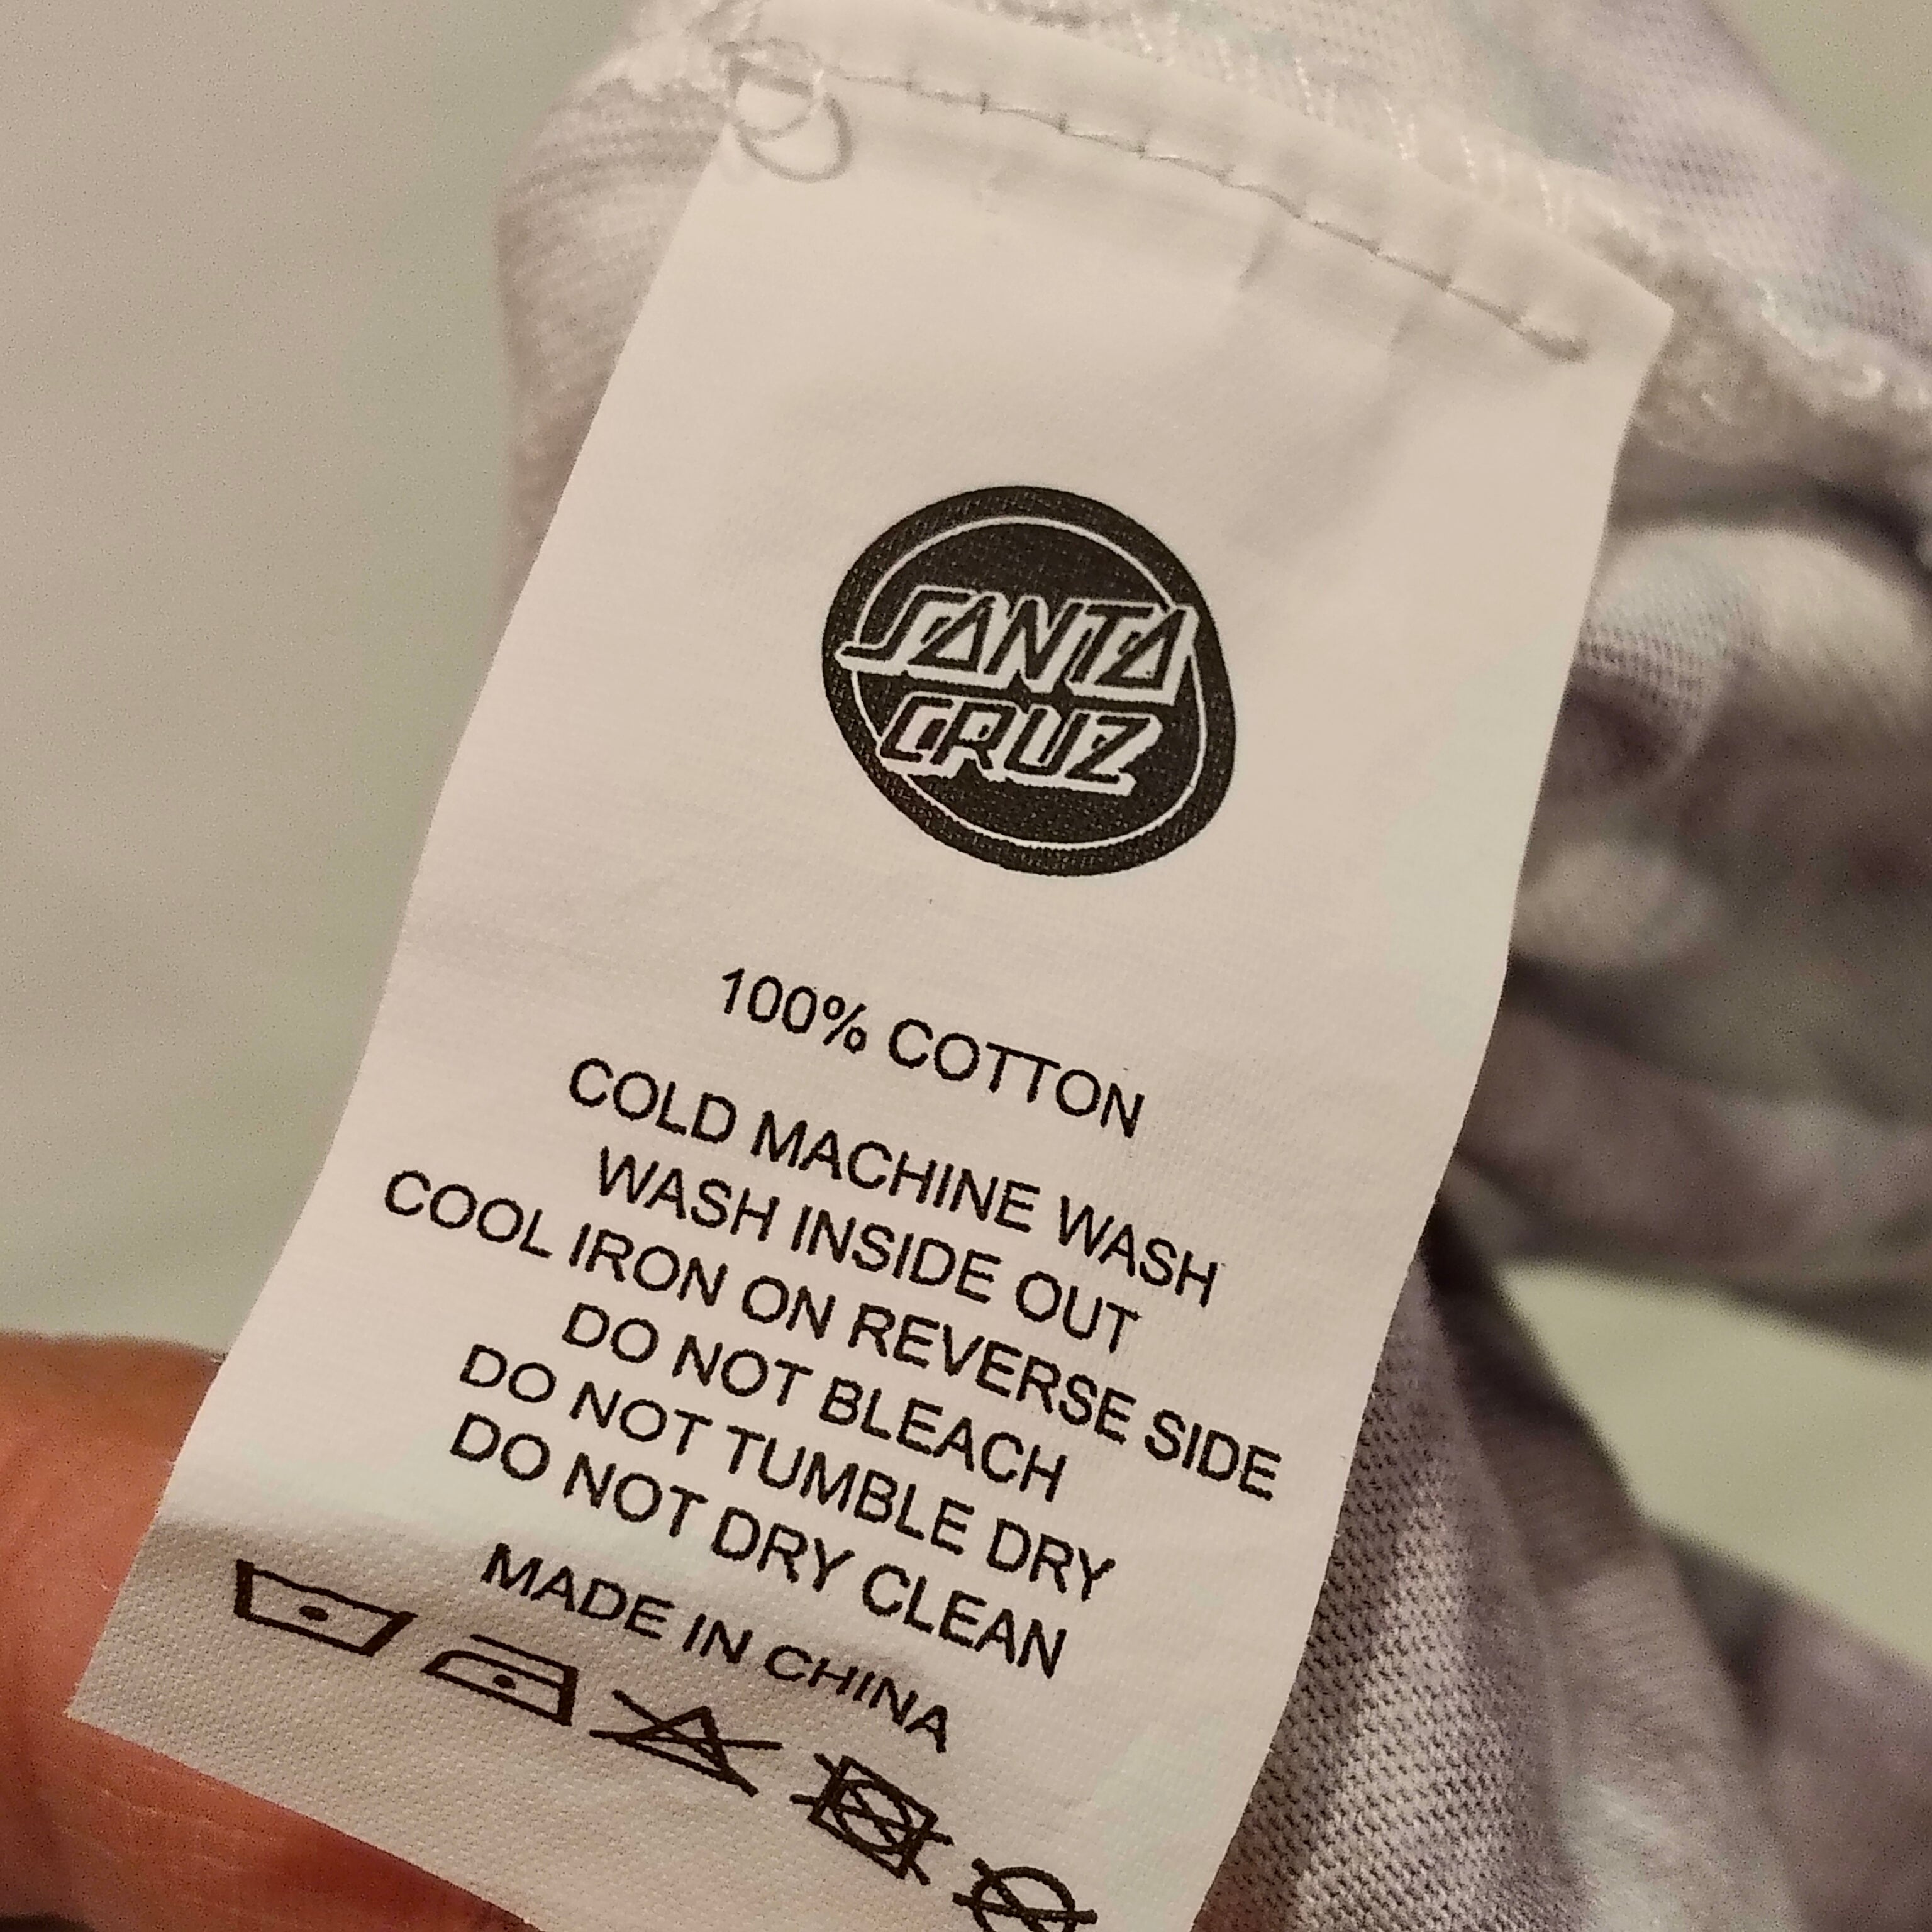 SANTA
CRUZ
100% COTTON
COLD MACHINE WASH
WASH INSIDE OUT
COOL IRON ON REVERSE SIDE
DO NOT BLEACH
DO NOT TUMBLE DRY
DO NOT DRY CLEAN
MADE IN CHINA